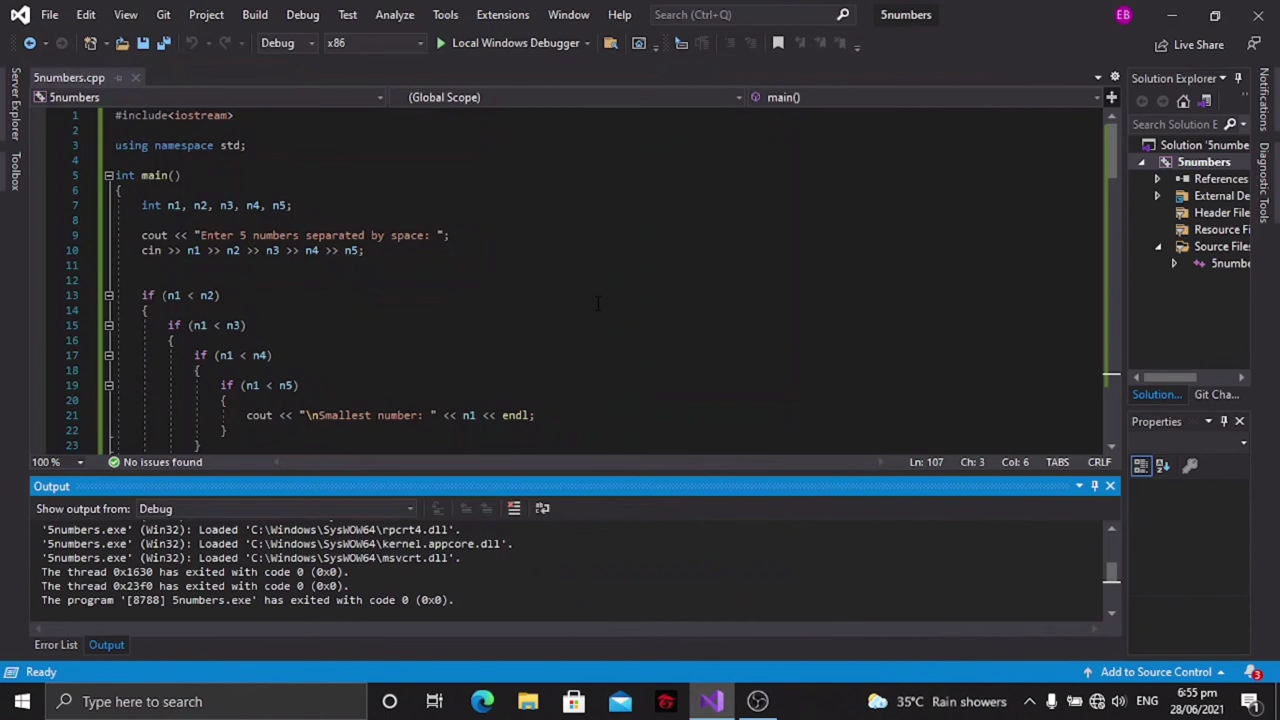 File Edit View Git Project Build Debug Test Analyze Tools Extensions Window Help Search (Ctrl+Q) 5numbers EB
Debug x86 Local Windows Debugger Live Share
Server Explorer
Toolbox
5numbers.cpp
5numbers (Global Scope) main()
1 #include<iostream>
2
3 using namespace std;
4
5 int main()
6 {
7 int n1, n2, n3, n4, n5;
8
9 cout << "Enter 5 numbers separated by space: ";
10 cin >> n1 >> n2 >> n3 >> n4 >> n5;
11
12
13 if (n1 < n2)
14 {
15 if (n1 < n3)
16 {
17 if (n1 < n4)
18 {
19 if (n1 < n5)
20 {
21 cout << "\nSmallest number: " << n1 << endl;
22 }
23 }
100 % No issues found Ln: 107 Ch: 3 Col: 6 TABS CRLF
Output
Show output from: Debug
'5numbers.exe' (Win32): Loaded 'C:\Windows\SysWOW64\rpcrt4.dll'.
'5numbers.exe' (Win32): Loaded 'C:\Windows\SysWOW64\kernel.appcore.dll'.
'5numbers.exe' (Win32): Loaded 'C:\Windows\SysWOW64\msvcrt.dll'.
The thread 0x1630 has exited with code 0 (0x0).
The thread 0x23f0 has exited with code 0 (0x0).
The program '[8788] 5numbers.exe' has exited with code 0 (0x0).
Error List Output
Solution Explorer
Search Solution E
Solution '5numbe
5numbers
References
External De
Header File
Resource Fi
Source Files
5numbe
Solution... Git Cha...
Properties
Notifications
Diagnostic Tools
Ready Add to Source Control 3
Type here to search 35°C Rain showers ENG 6:55 pm
28/06/2021 1